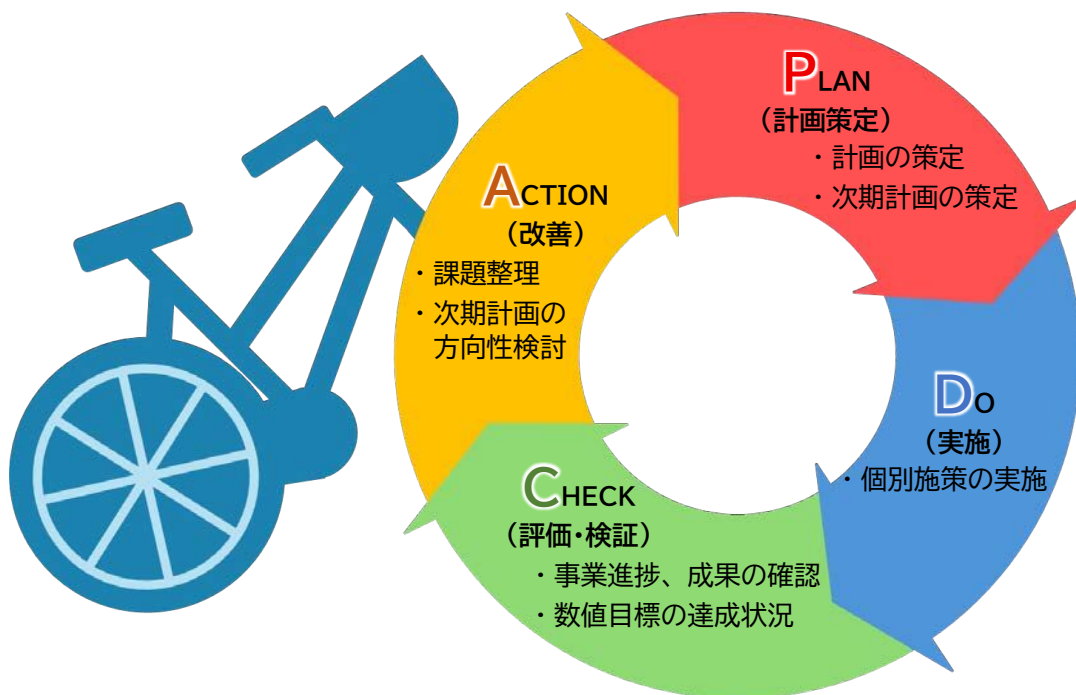 PLAN
（計画策定）
・計画の策定
・次期計画の策定
DO
（実施）
・個別施策の実施
CHECK
（評価･検証）
・事業進捗、成果の確認
・数値目標の達成状況
ACTION
（改善）
・課題整理
・次期計画の
方向性検討